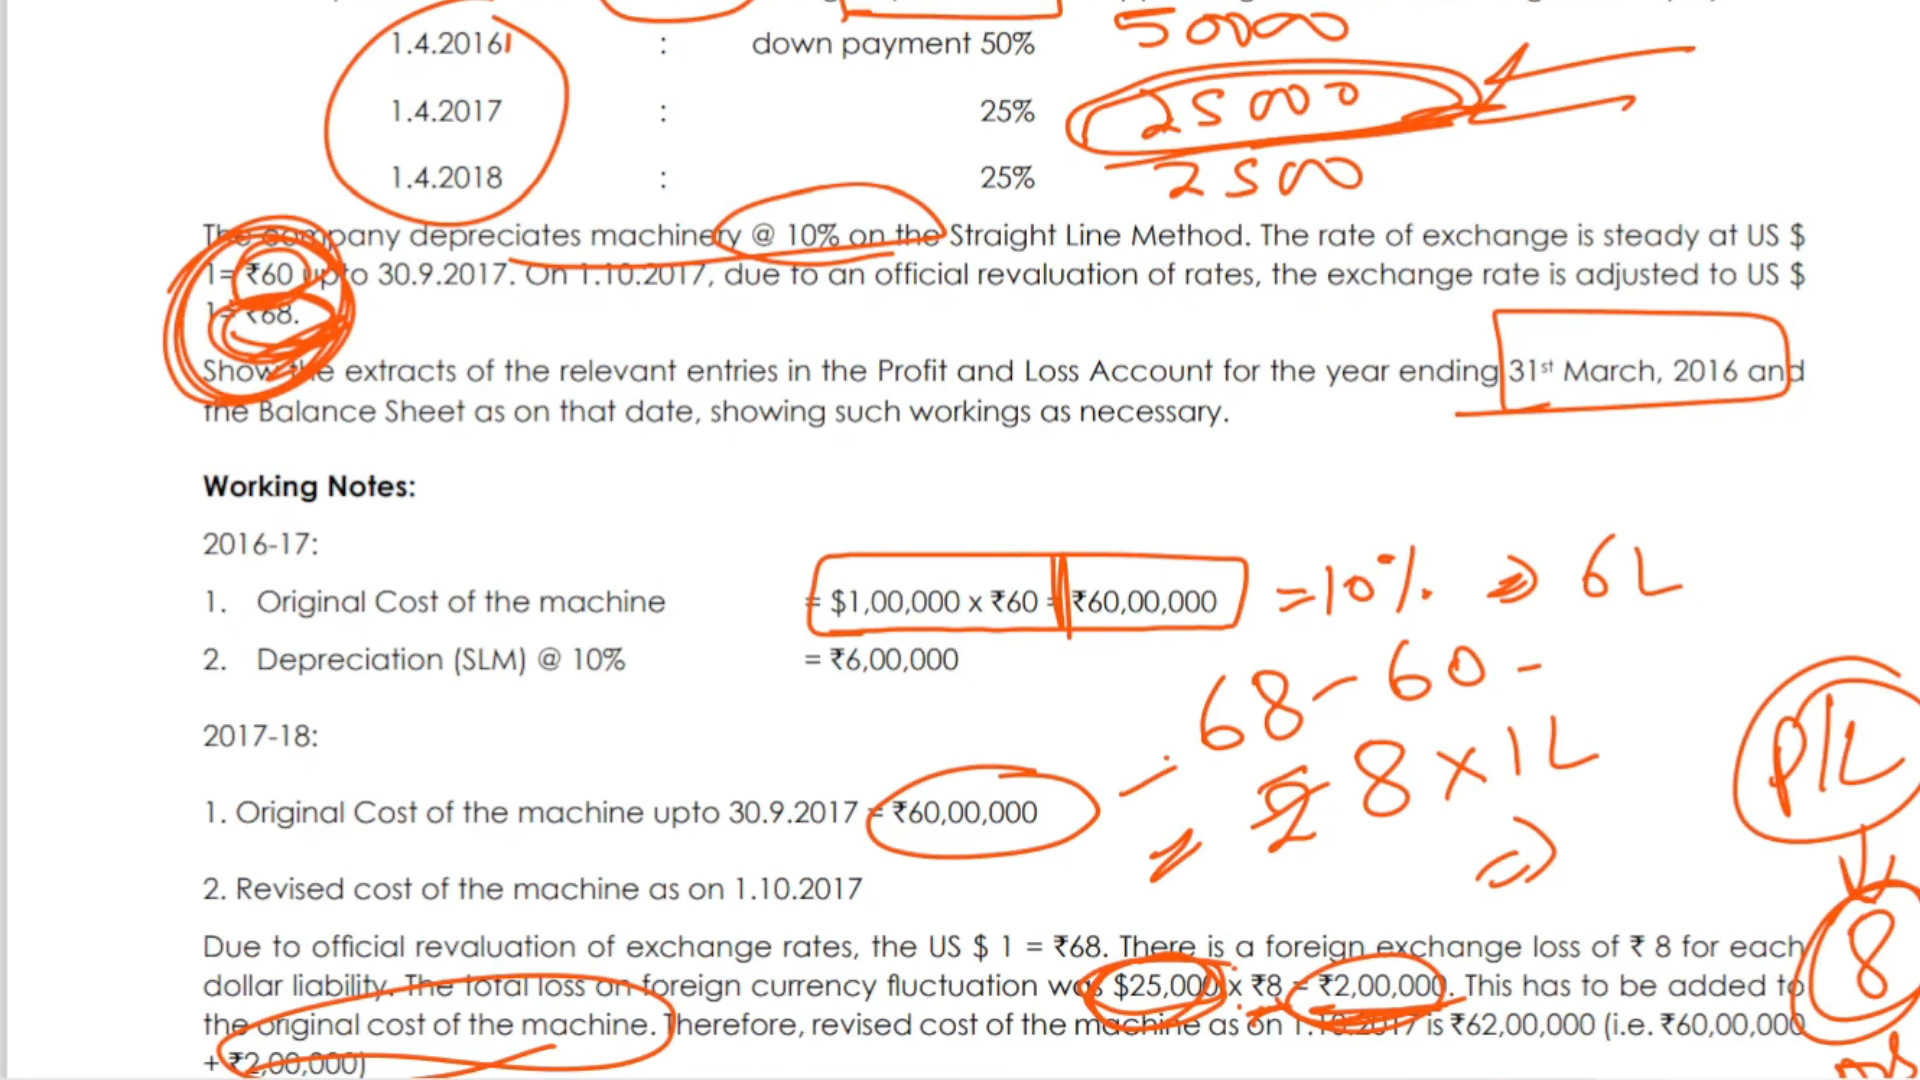 1.4.2016 : down payment 50% 50000
1.4.2017 : 25% 25000
1.4.2018 : 25% 2500
The company depreciates machinery @ 10% on the Straight Line Method. The rate of exchange is steady at US $
1= ₹60 upto 30.9.2017. On 1.10.2017, due to an official revaluation of rates, the exchange rate is adjusted to US $
1= ₹68.
Show the extracts of the relevant entries in the Profit and Loss Account for the year ending 31st March, 2016 and
the Balance Sheet as on that date, showing such workings as necessary.
Working Notes:
2016-17:
1. Original Cost of the machine = $1,00,000 x ₹60 = ₹60,00,000 =10% 6L
2. Depreciation (SLM) @ 10% = ₹6,00,000
68-60-
2017-18:
8x1L
P/L
1. Original Cost of the machine upto 30.9.2017 = ₹60,00,000
2. Revised cost of the machine as on 1.10.2017
Due to official revaluation of exchange rates, the US $ 1 = ₹68. There is a foreign exchange loss of ₹ 8 for each
8
dollar liability. The total loss on foreign currency fluctuation was $25,000 x ₹8 = ₹2,00,000. This has to be added to
the original cost of the machine. Therefore, revised cost of the machine as on 1.10.2017 is ₹62,00,000 (i.e. ₹60,00,000
+ ₹2,00,000)